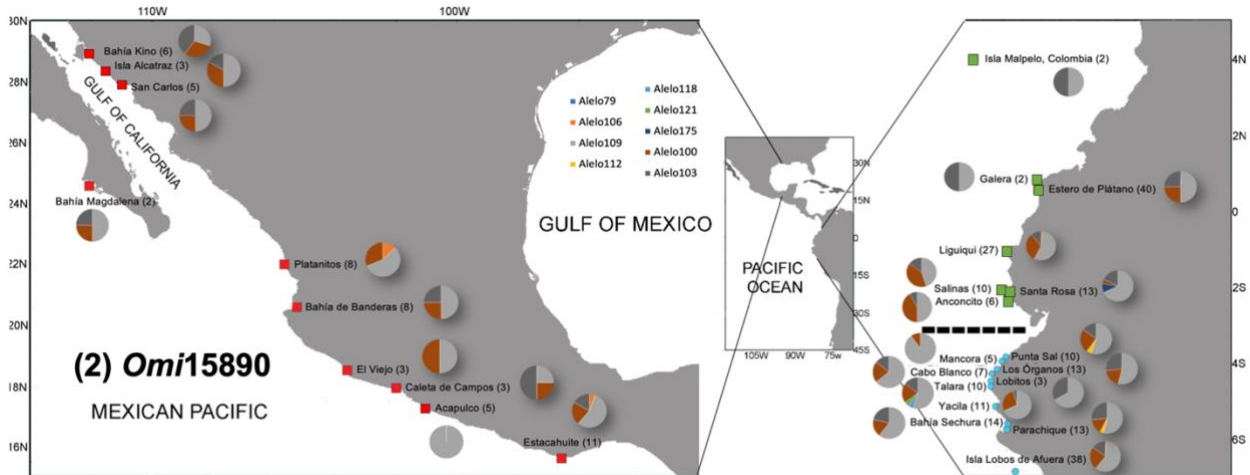 110W
100W
30N
28N
26N
24N
22N
20N
18N
16N
Bahía Kino (6)
Isla Alcatraz (3)
San Carlos (5)
GULF OF CALIFORNIA
Bahía Magdalena (2)
Platanitos (8)
Bahía de Banderas (8)
El Viejo (3)
Caleta de Campos (3)
Acapulco (5)
Estacahuite (11)
(2) Omi15890
MEXICAN PACIFIC
GULF OF MEXICO
Alelo79
Alelo106
Alelo109
Alelo112
Alelo118
Alelo121
Alelo175
Alelo100
Alelo103
PACIFIC
OCEAN
30N
15N
0
15S
30S
45S
105W
90W
75W
Isla Malpelo, Colombia (2)
Galera (2)
Estero de Plátano (40)
Liguiqui (27)
Salinas (10)
Santa Rosa (13)
Anconcito (6)
Mancora (5)
Punta Sal (10)
Cabo Blanco (7)
Los Órganos (13)
Talara (10)
Lobitos (3)
Yacila (11)
Bahía Sechura (14)
Parachique (13)
Isla Lobos de Afuera (38)
4N
2N
0
2S
4S
6S